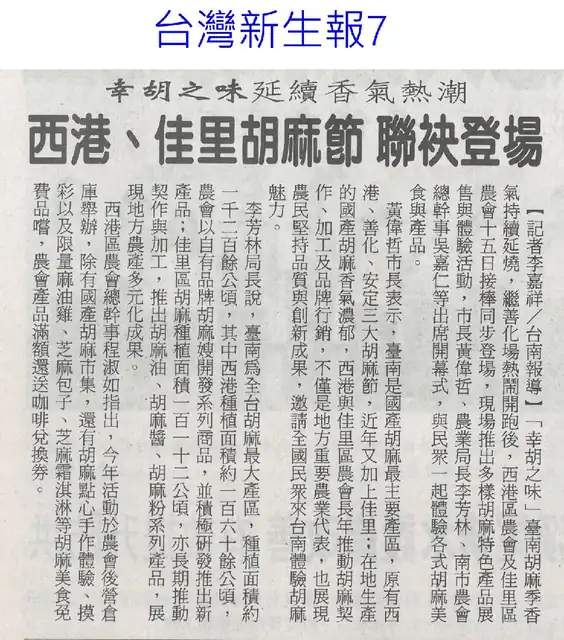 台灣新生報7
幸胡之味延續香氣熱潮
西港、佳里胡麻節 聯袂登場
【記者李嘉祥／台南報導】「幸胡之味」臺南胡麻季香
氣持續延燒，繼善化場熱鬧開跑後，西港區農會及佳里區
農會十五日接棒同步登場，現場推出多樣胡麻特色產品展
售與體驗活動，市長黃偉哲、農業局長李芳林、南市農會
總幹事吳嘉仁等出席開幕式，與民眾一起體驗各式胡麻美
食與產品。
黃偉哲市長表示，臺南是國產胡麻最主要產區，原有西
港、善化、安定三大胡麻節，近年又加上佳里；在地生產
的國產胡麻香氣濃郁，西港與佳里區農會長年推動胡麻契
作、加工及品牌行銷，不僅是地方重要農業代表，也展現
農民堅持品質與創新成果，邀請全國民眾來台南體驗胡麻
魅力。
李芳林局長說，臺南為全台胡麻最大產區，種植面積約
一千二百餘公頃，其中西港種植面積約一百六十餘公頃，
農會以自有品牌胡麻嫂開發系列商品，並積極研發推出新
產品；佳里區胡麻種植面積一百一十二公頃，亦長期推動
契作與加工，推出胡麻油、胡麻醬、胡麻粉系列產品，展
現地方農產多元化成果。
西港區農會總幹事程淑如指出，今年活動於農會後營倉
庫舉辦，除有國產胡麻市集，還有胡麻點心手作體驗、摸
彩以及限量麻油雞、芝麻包子、芝麻霜淇淋等胡麻美食免
費品嚐，農會產品滿額還送咖啡兌換券。